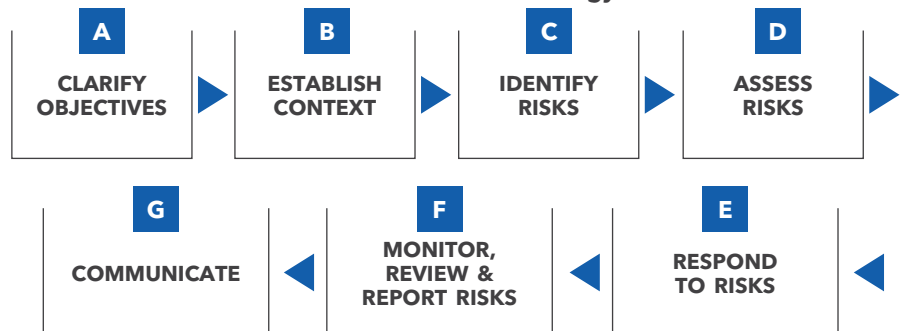 A
CLARIFY
OBJECTIVES
B
ESTABLISH
CONTEXT
C
IDENTIFY
RISKS
D
ASSESS
RISKS
G
COMMUNICATE
F
MONITOR,
REVIEW &
REPORT RISKS
E
RESPOND
TO RISKS